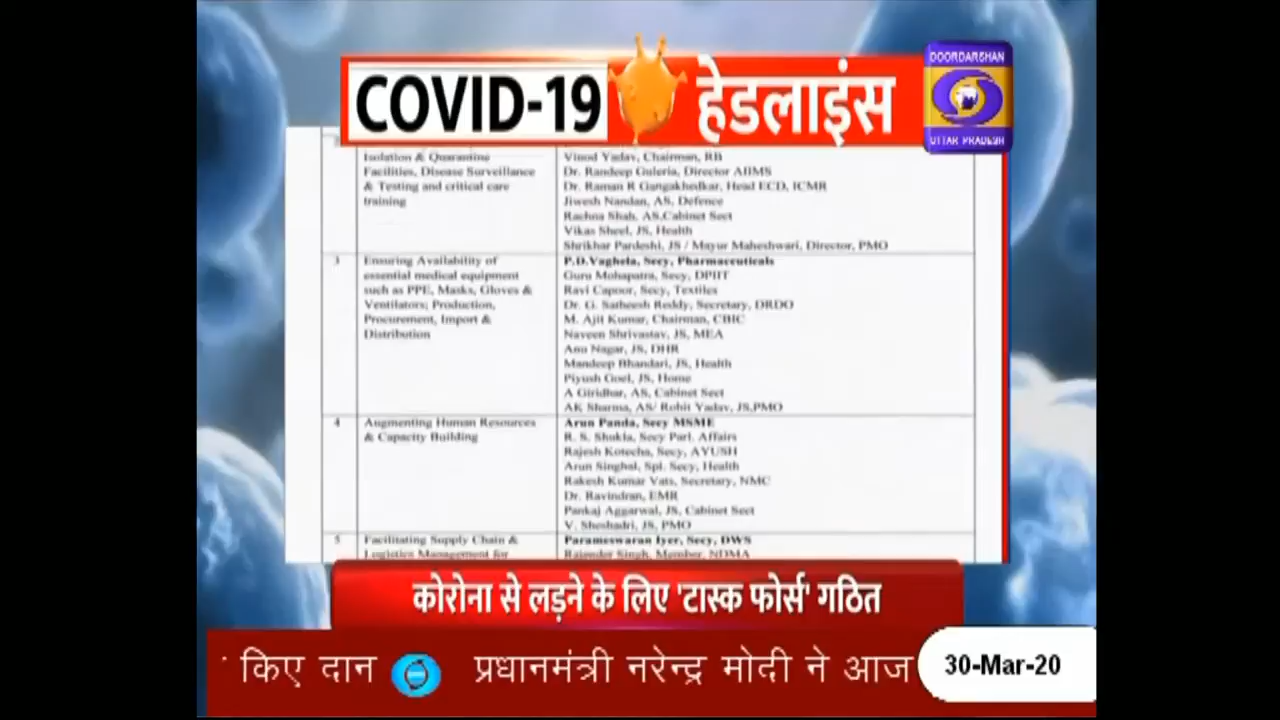 COVID-19 हेडलाइंस
DOORDARSHAN
UTTAR PRADESH
Isolation & Quarantine
Facilities, Disease Surveillance
& Testing and critical care
training
Vinod Yadav, Chairman, RB
Dr. Randeep Guleria, Director AIIMS
Dr. Raman R Gangakhedkar, Head ECD, ICMR
Jiwesh Nandan, AS, Defence
Rachna Shah, AS,Cabinet Sect
Vikas Sheel, JS, Health
Shrikhar Pardeshi, JS / Mayur Maheshwari, Director, PMO
3
Ensuring Availability of
essential medical equipment
such as PPE, Masks, Gloves &
Ventilators; Production,
Procurement, Import &
Distribution
P.D.Vaghela, Secy, Pharmaceuticals
Guru Mohapatra, Secy, DPIIT
Ravi Capoor, Secy, Textiles
Dr. G. Satheesh Reddy, Secretary, DRDO
M. Ajit Kumar, Chairman, CBIC
Naveen Shrivastav, JS, MEA
Anu Nagar, JS, DHR
Mandeep Bhandari, JS, Health
Piyush Goel, JS, Home
A Giridhar, AS, Cabinet Sect
AK Sharma, AS/ Rohit Yadav, JS,PMO
4
Augmenting Human Resources
& Capacity Building
Arun Panda, Secy MSME
R. S. Shukla, Secy Parl. Affairs
Rajesh Kotecha, Secy, AYUSH
Arun Singhal, Spl. Secy, Health
Rakesh Kumar Vats, Secretary, NMC
Dr. Ravindran, EMR
Pankaj Aggarwal, JS, Cabinet Sect
V. Sheshadri, JS, PMO
5
Facilitating Supply Chain &
Logistics Management for
Parameswaran Iyer, Secy, DWS
Rajender Singh, Member, NDMA
कोरोना से लड़ने के लिए 'टास्क फोर्स' गठित
किए दान प्रधानमंत्री नरेन्द्र मोदी ने आज
30-Mar-20